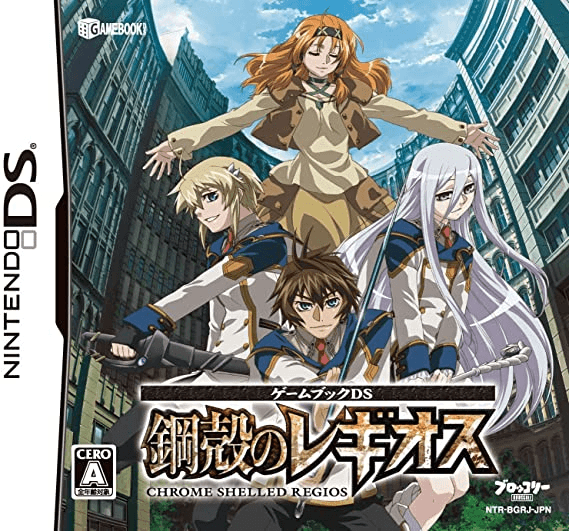 GAMEBOOK DS
NINTENDO DS®
ゲームブックDS
鋼殻のレギオス
CHROME SHELLED REGIOS
CERO
A
全年齢対象
ブロッコリー
NTR-BGRJ-JPN